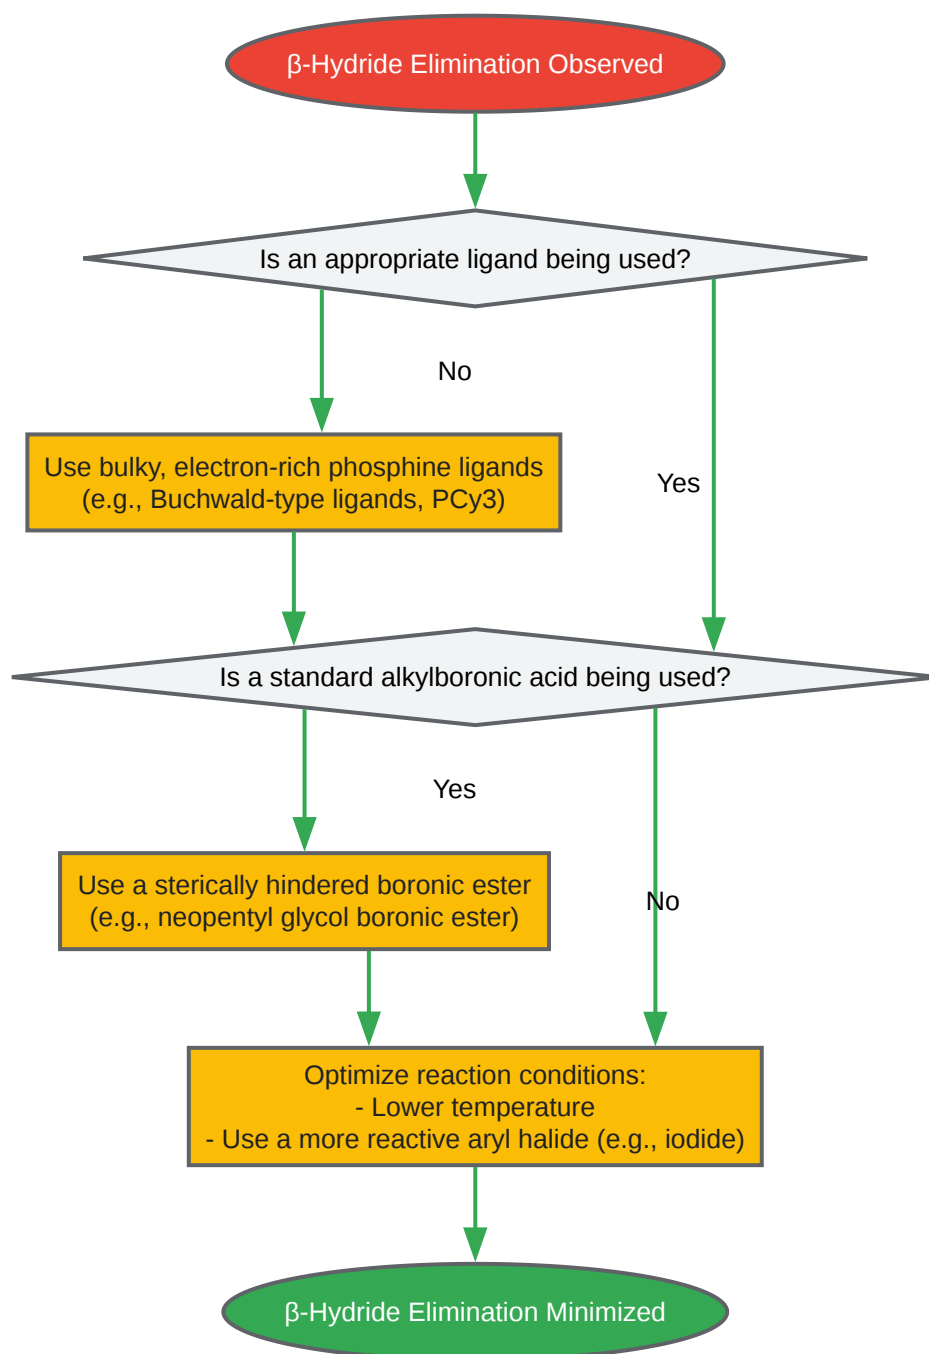 β-Hydride Elimination Observed
Is an appropriate ligand being used?
No
Use bulky, electron-rich phosphine ligands
(e.g., Buchwald-type ligands, PCy3)
Yes
Is a standard alkylboronic acid being used?
Yes
Use a sterically hindered boronic ester
(e.g., neopentyl glycol boronic ester)
No
Optimize reaction conditions:
- Lower temperature
- Use a more reactive aryl halide (e.g., iodide)
β-Hydride Elimination Minimized